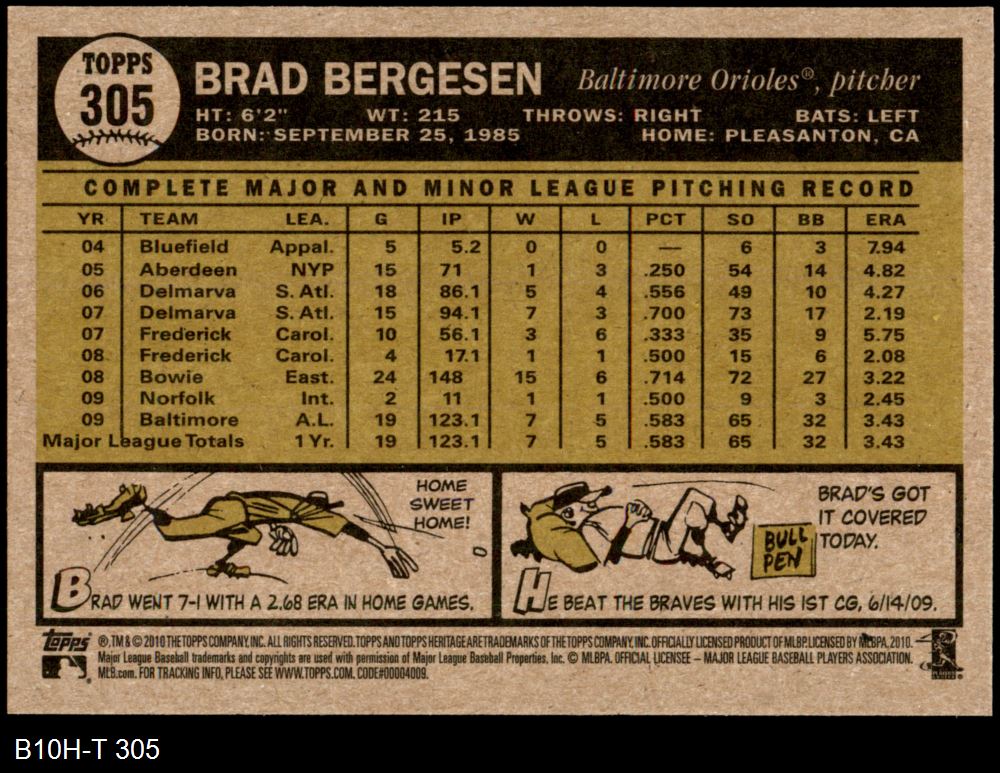 TOPPS
305
BRAD BERGESEN Baltimore Orioles®, pitcher
HT: 6'2" WT: 215 THROWS: RIGHT BATS: LEFT
BORN: SEPTEMBER 25, 1985 HOME: PLEASANTON, CA
COMPLETE MAJOR AND MINOR LEAGUE PITCHING RECORD
YR TEAM LEA. G IP W L PCT SO BB ERA
04 Bluefield Appal. 5 5.2 0 0 — 6 3 7.94
05 Aberdeen NYP 15 71 1 3 .250 54 14 4.82
06 Delmarva S. Atl. 18 86.1 5 4 .556 49 10 4.27
07 Delmarva S. Atl. 15 94.1 7 3 .700 73 17 2.19
07 Frederick Carol. 10 56.1 3 6 .333 35 9 5.75
08 Frederick Carol. 4 17.1 1 1 .500 15 6 2.08
08 Bowie East. 24 148 15 6 .714 72 27 3.22
09 Norfolk Int. 2 11 1 1 .500 9 3 2.45
09 Baltimore A.L. 19 123.1 7 5 .583 65 32 3.43
Major League Totals 1 Yr. 19 123.1 7 5 .583 65 32 3.43
HOME
SWEET
HOME!
BRAD WENT 7-1 WITH A 2.68 ERA IN HOME GAMES.
BRAD'S GOT
IT COVERED
TODAY.
BULL
PEN
HE BEAT THE BRAVES WITH HIS 1ST CG, 6/14/09.
topps ®, TM & © 2010 THE TOPPS COMPANY, INC. ALL RIGHTS RESERVED. TOPPS AND TOPPS HERITAGE ARE TRADEMARKS OF THE TOPPS COMPANY, INC. OFFICIALLY LICENSED PRODUCT OF MLBP. LICENSED BY MLBPA, 2010.
Major League Baseball trademarks and copyrights are used with permission of Major League Baseball Properties, Inc. © MLBPA. OFFICIAL LICENSEE – MAJOR LEAGUE BASEBALL PLAYERS ASSOCIATION.
MLB.com. FOR TRACKING INFO, PLEASE SEE WWW.TOPPS.COM. CODE#00004009.
B10H-T 305